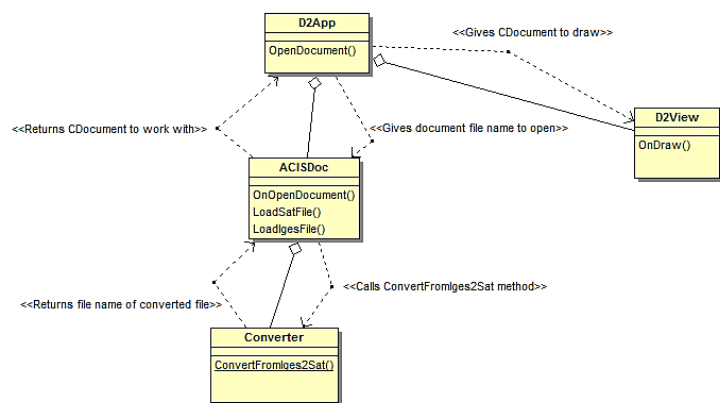 D2App
OpenDocument()
<<Gives CDocument to draw>>
D2View
OnDraw()
<<Returns CDocument to work with>>
<<Gives document file name to open>>
ACISDoc
OnOpenDocument()
LoadSatFile()
LoadIgesFile()
<<Returns file name of converted file>>
<<Calls ConvertFromIges2Sat method>>
Converter
ConvertFromIges2Sat()